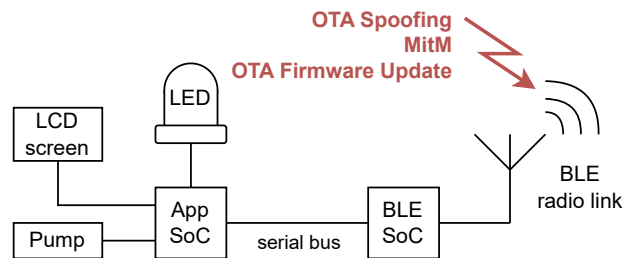 OTA Spoofing
MitM
OTA Firmware Update
LED
LCD
screen
BLE
radio link
App
SoC
BLE
SoC
Pump
serial bus